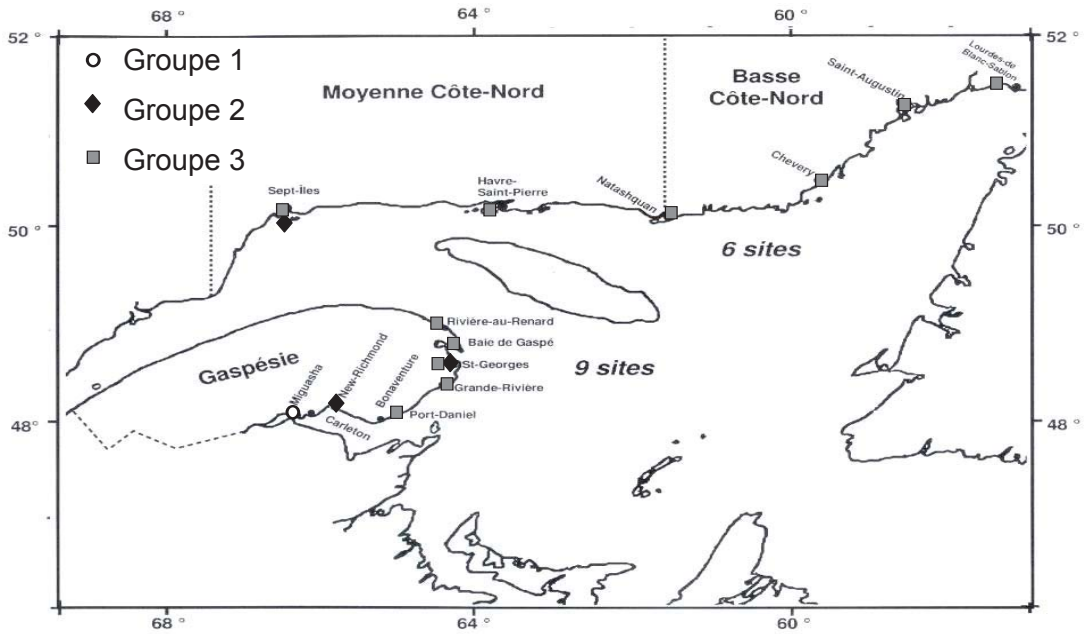 68 °
64 °
60 °
52 °
52 °
Groupe 1
Groupe 2
Groupe 3
Moyenne Côte-Nord
Basse
Côte-Nord
Lourdes-de
Blanc-Sablon
Saint-Augustin
Chevery
Sept-Îles
Havre-
Saint-Pierre
Natashquan
50 °
50 °
6 sites
Rivière-au-Renard
Baie de Gaspé
St-Georges
Grande-Rivière
9 sites
Gaspésie
Miguasha
New-Richmond
Bonaventure
Port-Daniel
Carleton
48°
48 °
68 °
64 °
60 °